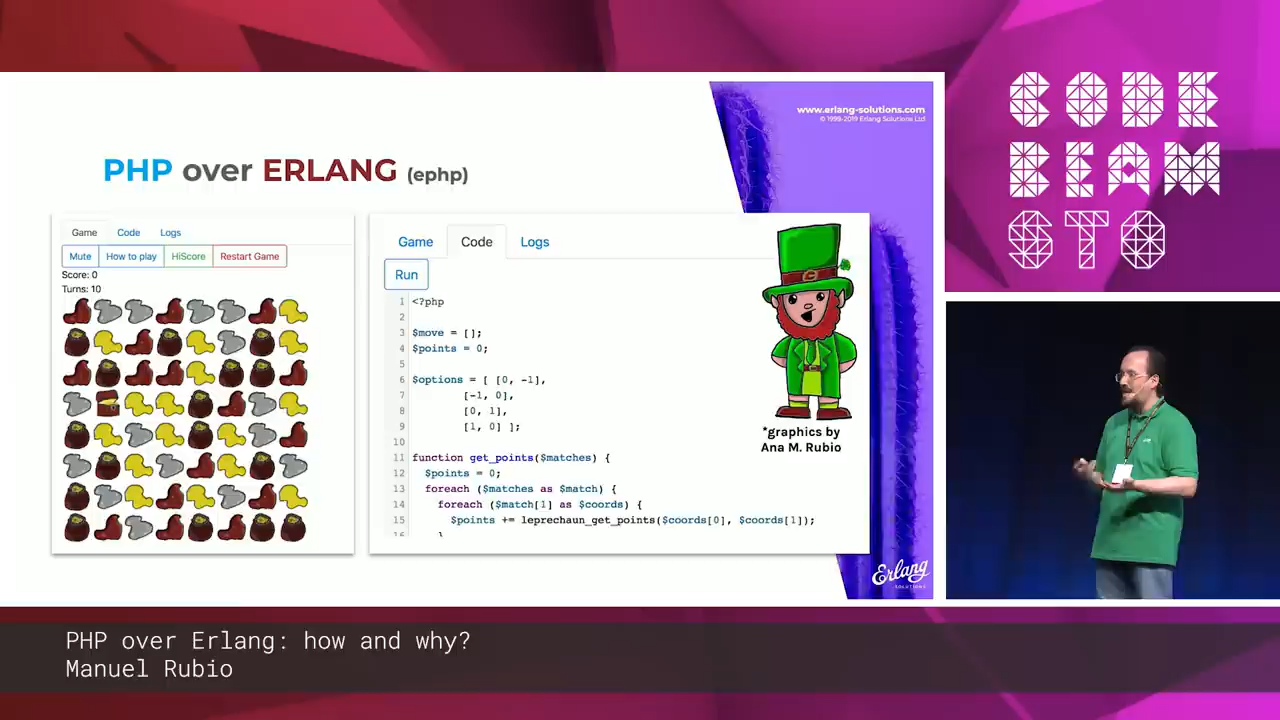 CODE
BEAM
STO
www.erlang-solutions.com
© 1999-2019 Erlang Solutions Ltd
PHP over ERLANG (ephp)
Game Code Logs
Mute How to play HiScore Restart Game
Score: 0
Turns: 10
Game Code Logs
Run
1 <?php
2
3 $move = [];
4 $points = 0;
5
6 $options = [ [0, -1],
7 [-1, 0],
8 [0, 1],
9 [1, 0] ];
10
11 function get_points($matches) {
12 $points = 0;
13 foreach ($matches as $match) {
14 foreach ($match[1] as $coords) {
15 $points += leprechaun_get_points($coords[0], $coords[1]);
16 }
*graphics by
Ana M. Rubio
Erlang
SOLUTIONS
PHP over Erlang: how and why?
Manuel Rubio